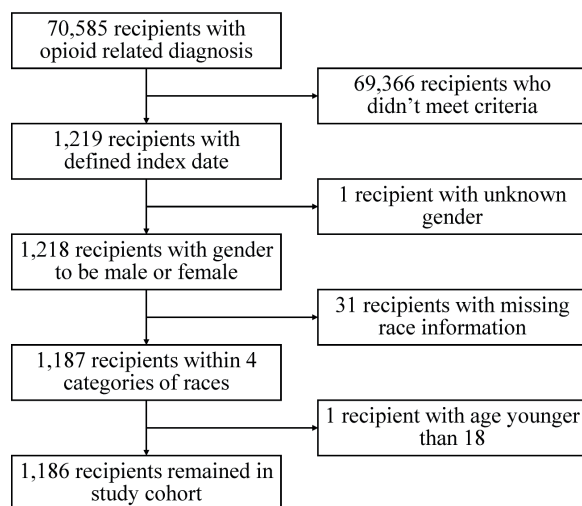 70,585 recipients with
opioid related diagnosis
69,366 recipients who
didn't meet criteria
1,219 recipients with
defined index date
1 recipient with unknown
gender
1,218 recipients with gender
to be male or female
31 recipients with missing
race information
1,187 recipients within 4
categories of races
1 recipient with age younger
than 18
1,186 recipients remained in
study cohort